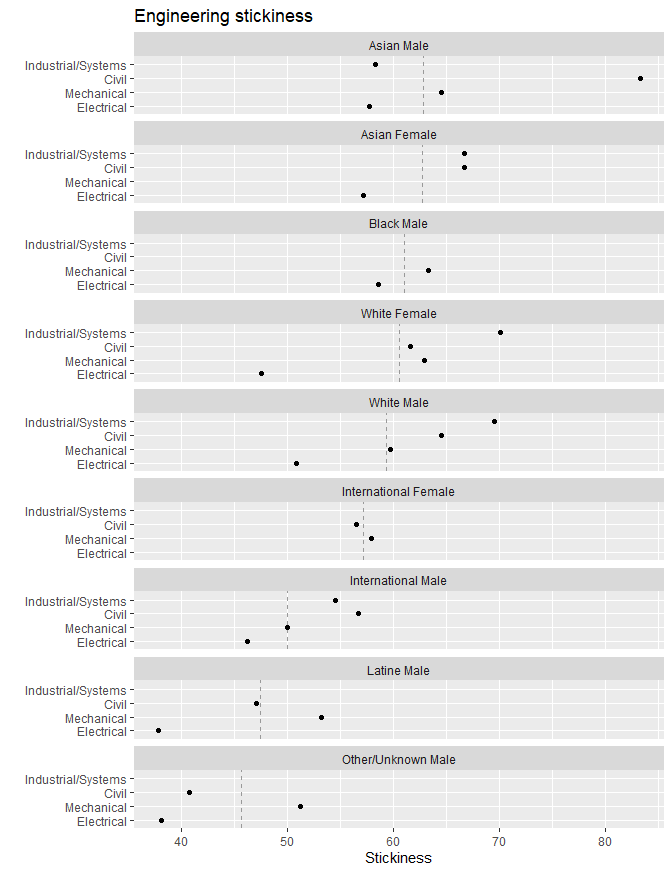 Engineering stickiness
Asian Male
Industrial/Systems
Civil
Mechanical
Electrical
Asian Female
Industrial/Systems
Civil
Mechanical
Electrical
Black Male
Industrial/Systems
Civil
Mechanical
Electrical
White Female
Industrial/Systems
Civil
Mechanical
Electrical
White Male
Industrial/Systems
Civil
Mechanical
Electrical
International Female
Industrial/Systems
Civil
Mechanical
Electrical
International Male
Industrial/Systems
Civil
Mechanical
Electrical
Latine Male
Industrial/Systems
Civil
Mechanical
Electrical
Other/Unknown Male
Industrial/Systems
Civil
Mechanical
Electrical
40 50 60 70 80
Stickiness